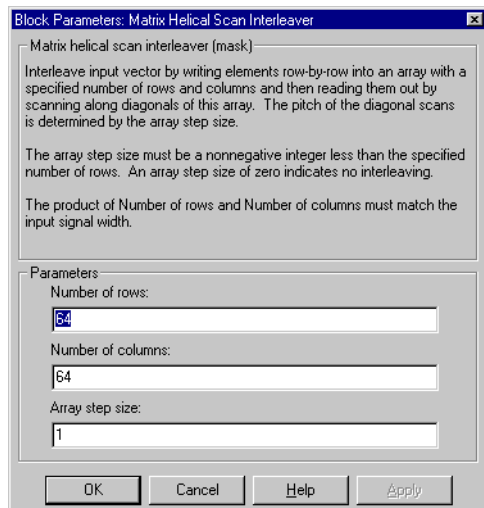 Block Parameters: Matrix Helical Scan Interleaver
Matrix helical scan interleaver (mask)
Interleave input vector by writing elements row-by-row into an array with a
specified number of rows and columns and then reading them out by
scanning along diagonals of this array.  The pitch of the diagonal scans
is determined by the array step size.
The array step size must be a nonnegative integer less than the specified
number of rows.  An array step size of zero indicates no interleaving.
The product of Number of rows and Number of columns must match the
input signal width.
Parameters
Number of rows:
64
Number of columns:
64
Array step size:
1
OK Cancel Help Apply